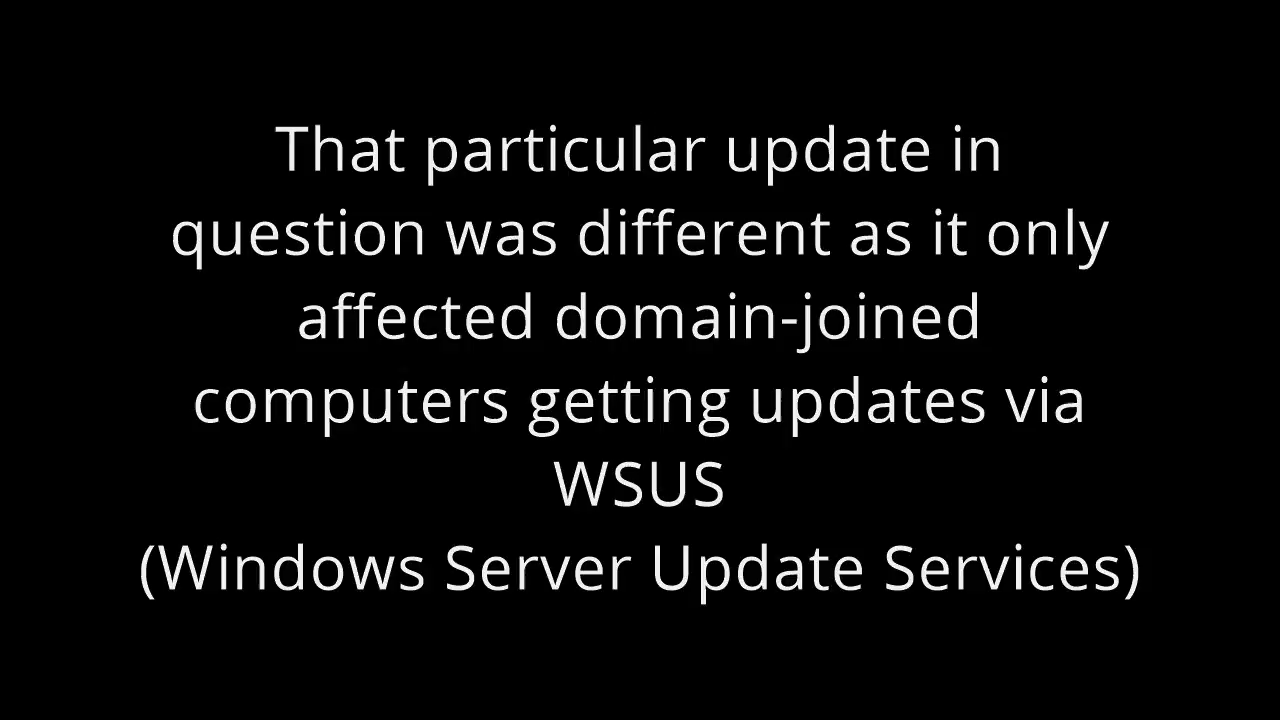 That particular update in
question was different as it only
affected domain-joined
computers getting updates via
WSUS
(Windows Server Update Services)